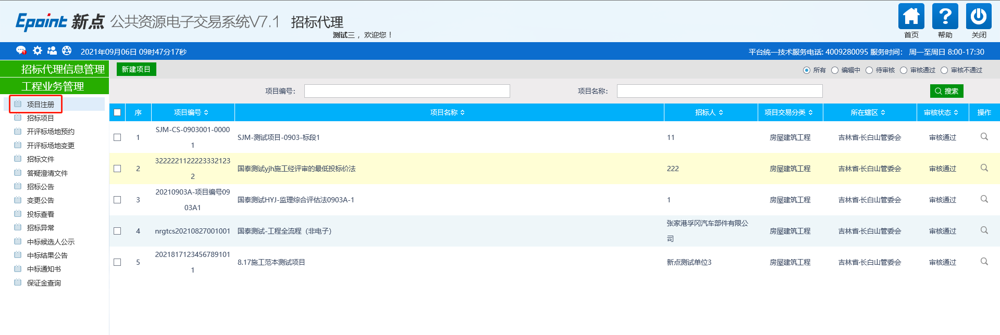 Epoint 新点 公共资源电子交易系统V7.1 招标代理
测试三 ，欢迎您！
首页 帮助 关闭
2021年09月06日 09时47分17秒
平台统一技术服务电话: 4009280095 服务时间： 周一至周日 8:00-17:30
招标代理信息管理
工程业务管理
项目注册
招标项目
开评标场地预约
开评标场地变更
招标文件
答疑澄清文件
招标公告
变更公告
投标查看
招标异常
中标候选人公示
中标结果公告
中标通知书
保证金查询
新建项目
所有 编辑中 待审核 审核通过 审核不通过
项目编号： 项目名称： 搜索
序 项目编号 项目名称 招标人 项目交易分类 所在辖区 审核状态 操作
1 SJM-CS-0903001-0000
1 SJM-测试项目-0903-标段1 11 房屋建筑工程 吉林省·长白山管委会 审核通过
2 3222221122223332123
2 国泰测试yjh施工经评审的最低投标价法 222 房屋建筑工程 吉林省·长白山管委会 审核通过
3 20210903A-项目编号09
03A1 国泰测试HYJ-监理综合评估法0903A-1 1 房屋建筑工程 吉林省·长白山管委会 审核通过
4 nrgtcs20210827001001 国泰测试-工程全流程（非电子） 张家港孚冈汽车部件有限公
司 房屋建筑工程 吉林省·长白山管委会 审核通过
5 2021817123456789101
1 8.17施工范本测试项目 新点测试单位3 房屋建筑工程 吉林省·长白山管委会 审核通过